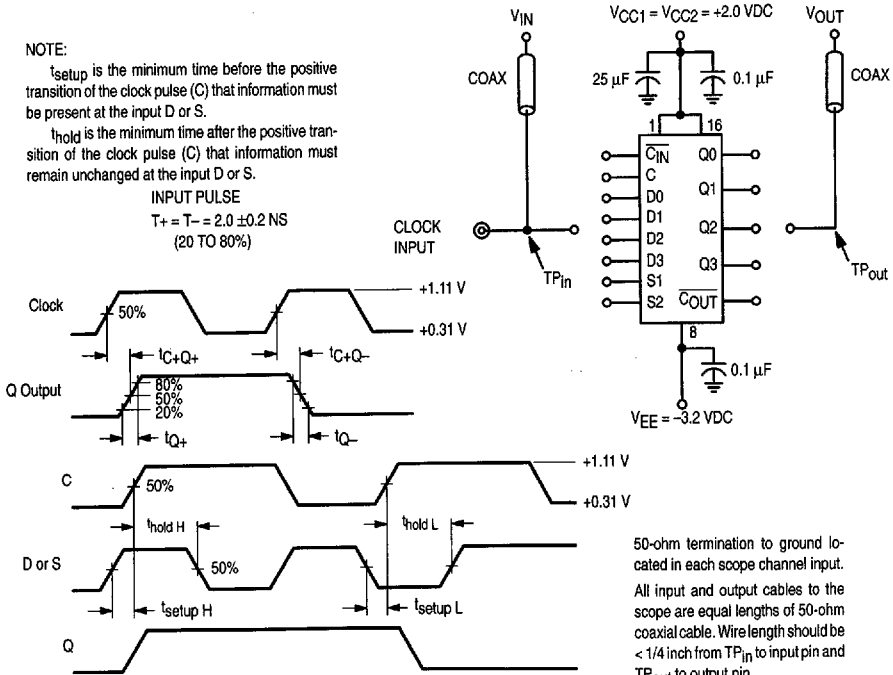 NOTE:
tsetup is the minimum time before the positive
transition of the clock pulse (C) that information must
be present at the input D or S.
thold is the minimum time after the positive tran-
sition of the clock pulse (C) that information must
remain unchanged at the input D or S.
INPUT PULSE
T+ = T– = 2.0 ±0.2 NS
(20 TO 80%)
VIN
COAX
CLOCK
INPUT
TPin
VCC1 = VCC2 = +2.0 VDC
25 µF
0.1 µF
1
16
CIN
C
D0
D1
D2
D3
S1
S2
Q0
Q1
Q2
Q3
COUT
8
0.1 µF
VEE = –3.2 VDC
VOUT
COAX
TPout
Clock
50%
+1.11 V
+0.31 V
tC+Q+
tC+Q–
Q Output
80%
50%
20%
tQ+
tQ–
C
50%
+1.11 V
+0.31 V
thold H
thold L
D or S
50%
tsetup H
tsetup L
Q
50-ohm termination to ground lo-
cated in each scope channel input.
All input and output cables to the
scope are equal lengths of 50-ohm
coaxial cable. Wire length should be
< 1/4 inch from TPin to input pin and
to output pin